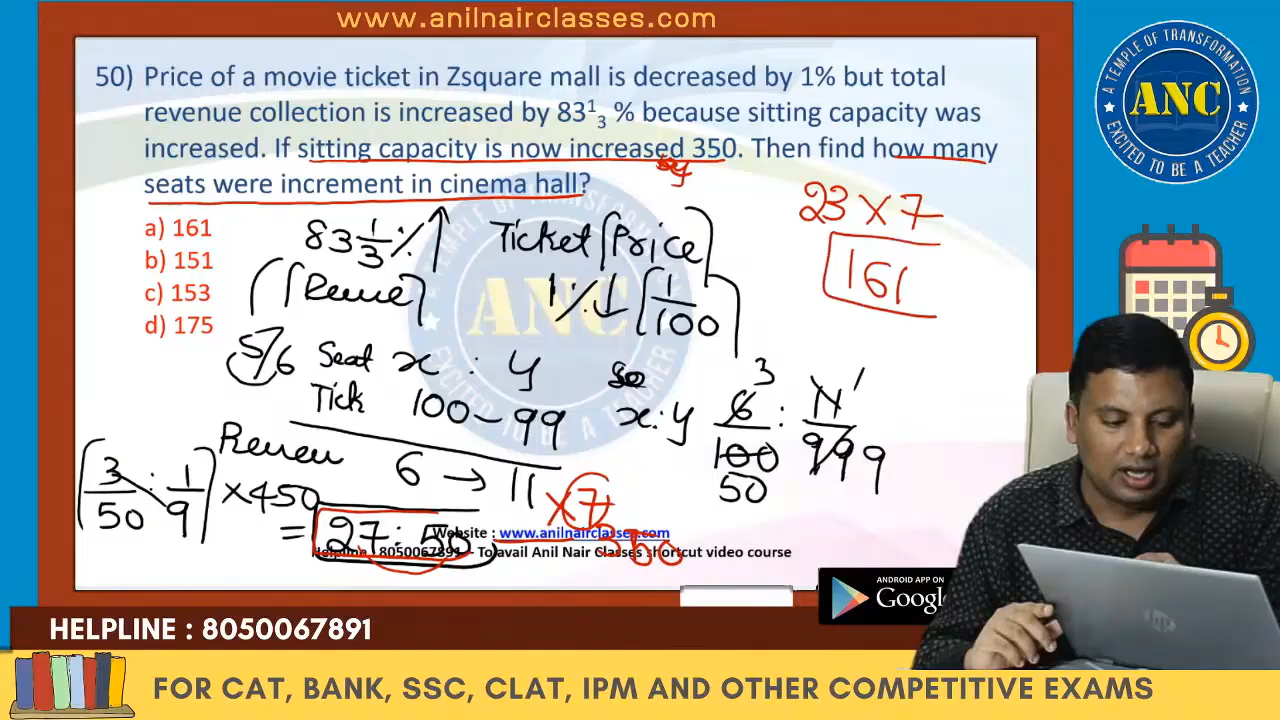 www.anilnairclasses.com
50) Price of a movie ticket in Zsquare mall is decreased by 1% but total
revenue collection is increased by 83¹₃ % because sitting capacity was
increased. If sitting capacity is now increased 350. Then find how many
by
seats were increment in cinema hall?
a) 161
b) 151
c) 153
d) 175
83 1/3 % ↑
Ticket Price
1% ↓ 1/100
23 × 7
161
5/6
Seat x : y
Tick 100 - 99
6 → 11
x : y 6/100 : 11/99
3
50
1
9
3/50 : 1/9 × 450
= 27 : 50 × 7
350
Website : www.anilnairclasses.com
Helpline : 8050067891 - To avail Anil Nair Classes shortcut video course
A TEMPLE OF TRANSFORMATION
ANC
EXCITED TO BE A TEACHER
ANDROID APP ON
Google
HELPLINE : 8050067891
FOR CAT, BANK, SSC, CLAT, IPM AND OTHER COMPETITIVE EXAMS